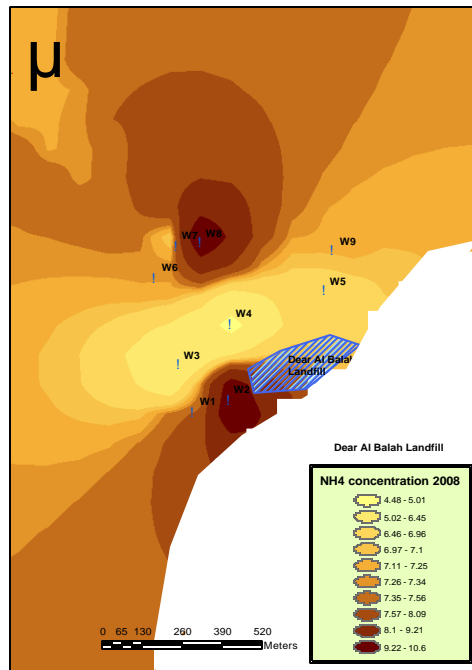 μ
W7 W8
W9
W6
W5
W4
W3
Dear Al Balah
Landfill
W2
W1
Dear Al Balah Landfill
NH4 concentration 2008
4.48 - 5.01
5.02 - 6.45
6.46 - 6.96
6.97 - 7.1
7.11 - 7.25
7.26 - 7.34
7.35 - 7.56
7.57 - 8.09
8.1 - 9.21
9.22 - 10.6
0 65 130 260 390 520
Meters